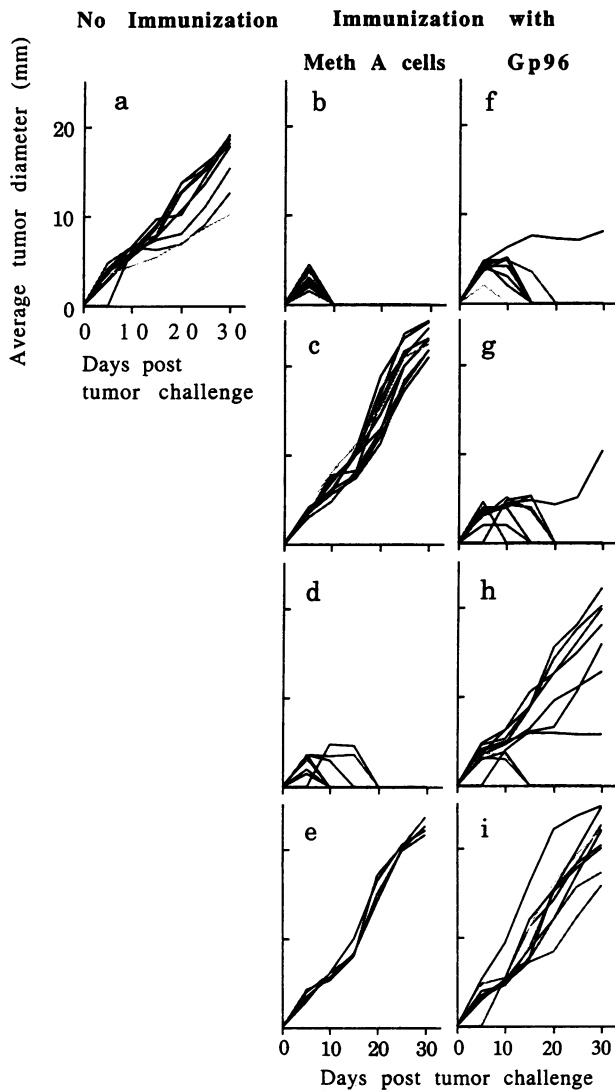 No Immunization
Immunization with
Meth A cells
Gp96
Average tumor diameter (mm)
a
20
10
0
0 10 20 30
Days post
tumor challenge
b
f
c
g
d
h
e
i
0 10 20 30
0 10 20 30
Days post tumor challenge